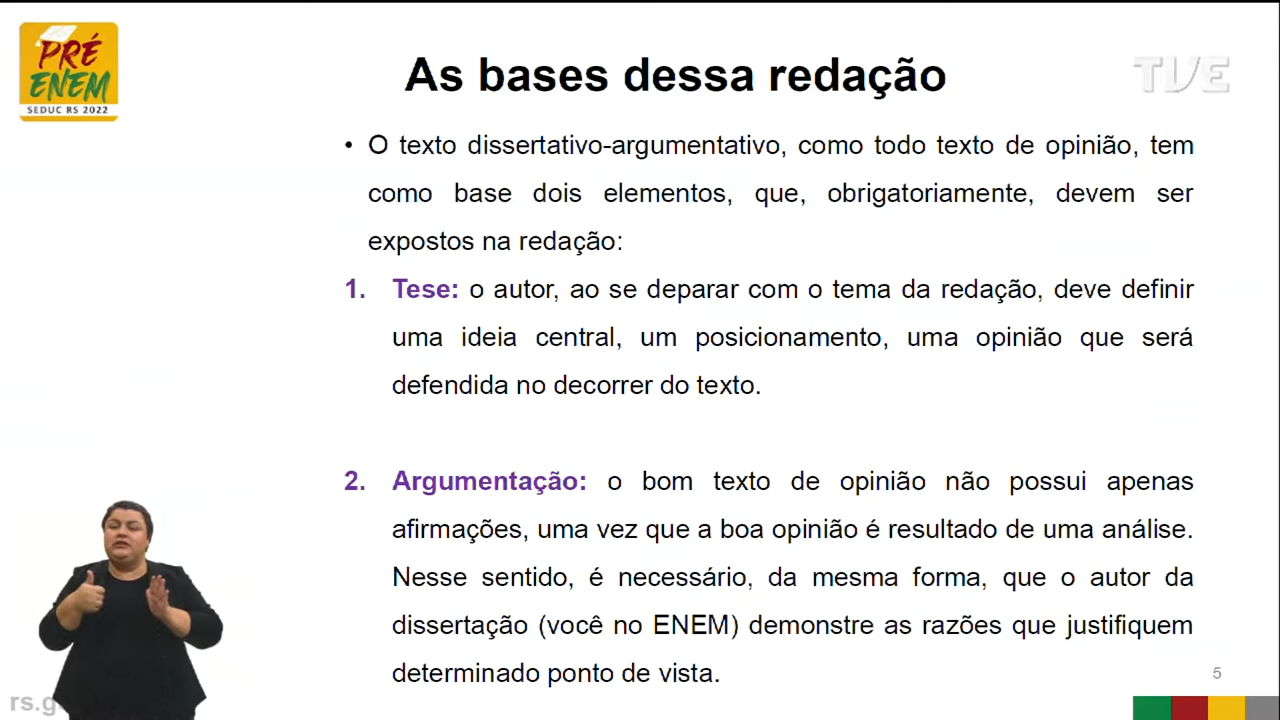 PRÉ
ENEM
SEDUC RS 2022
As bases dessa redação
TVE
• O texto dissertativo-argumentativo, como todo texto de opinião, tem
como base dois elementos, que, obrigatoriamente, devem ser
expostos na redação:
1. Tese: o autor, ao se deparar com o tema da redação, deve definir
uma ideia central, um posicionamento, uma opinião que será
defendida no decorrer do texto.
2. Argumentação: o bom texto de opinião não possui apenas
afirmações, uma vez que a boa opinião é resultado de uma análise.
Nesse sentido, é necessário, da mesma forma, que o autor da
dissertação (você no ENEM) demonstre as razões que justifiquem
determinado ponto de vista.
5